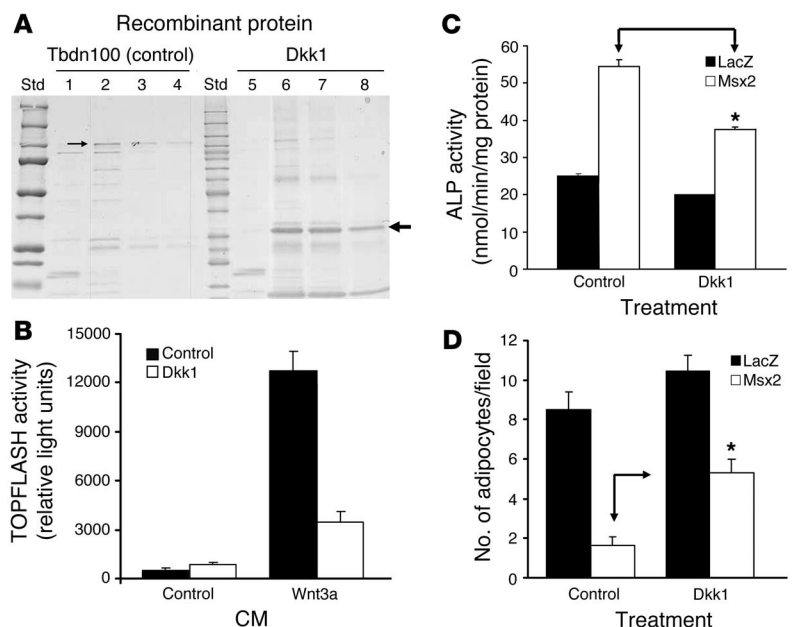 A
Recombinant protein
Tbdn100 (control)
Dkk1
Std 1 2 3 4 Std 5 6 7 8
B
TOPFLASH activity
(relative light units)
15000
12000
9000
6000
3000
0
Control
Dkk1
Control
Wnt3a
CM
C
ALP activity
(nmol/min/mg protein)
60
50
40
30
20
10
0
LacZ
Msx2
*
Control
Dkk1
Treatment
D
No. of adipocytes/field
12
10
8
6
4
2
0
LacZ
Msx2
*
Control
Dkk1
Treatment